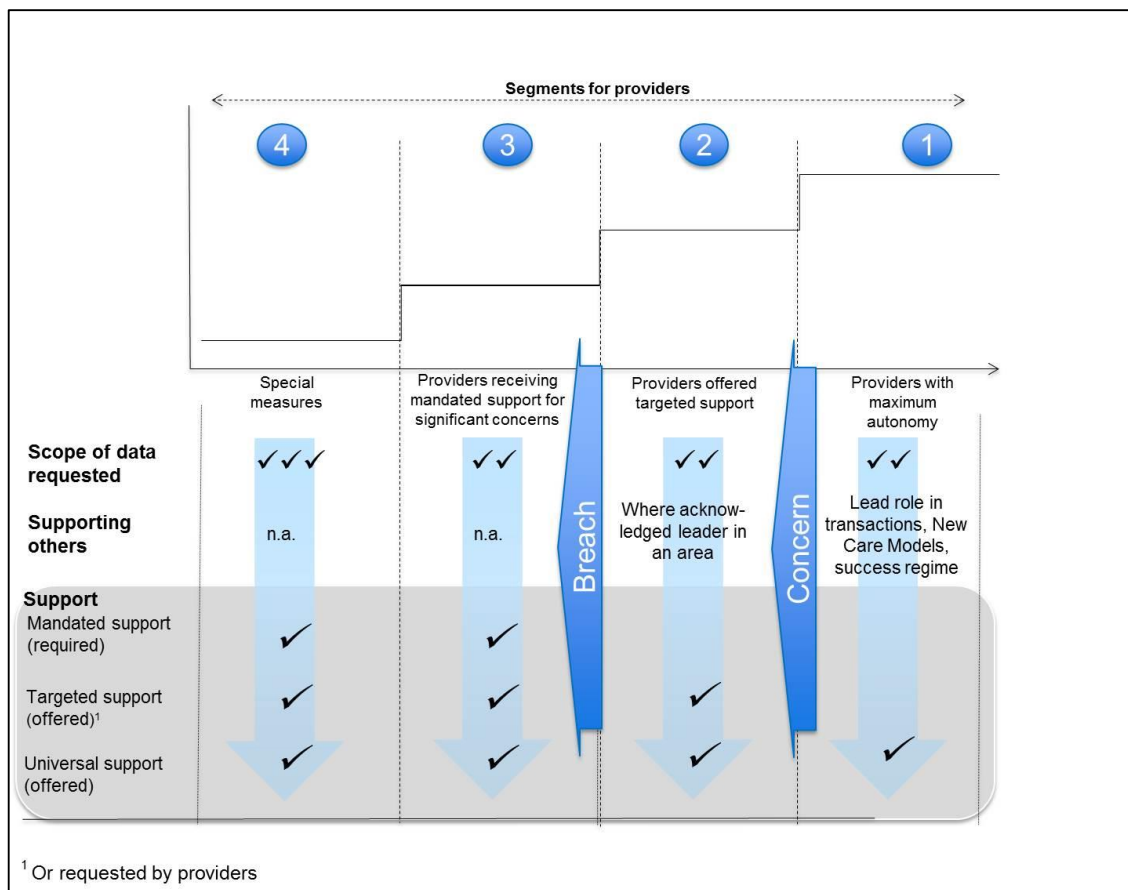 Segments for providers
4
3
2
1
Special
measures
Providers receiving
mandated support for
significant concerns
Providers offered
targeted support
Providers with
maximum
autonomy
Scope of data
requested
✓✓✓
✓✓
✓✓
✓✓
Supporting
others
n.a.
n.a.
Where acknow-
ledged leader in
an area
Lead role in
transactions, New
Care Models,
success regime
Breach
Concern
Support
Mandated support
(required)
✓
✓
Targeted support
(offered)¹
✓
✓
✓
Universal support
(offered)
✓
✓
✓
✓
¹ Or requested by providers